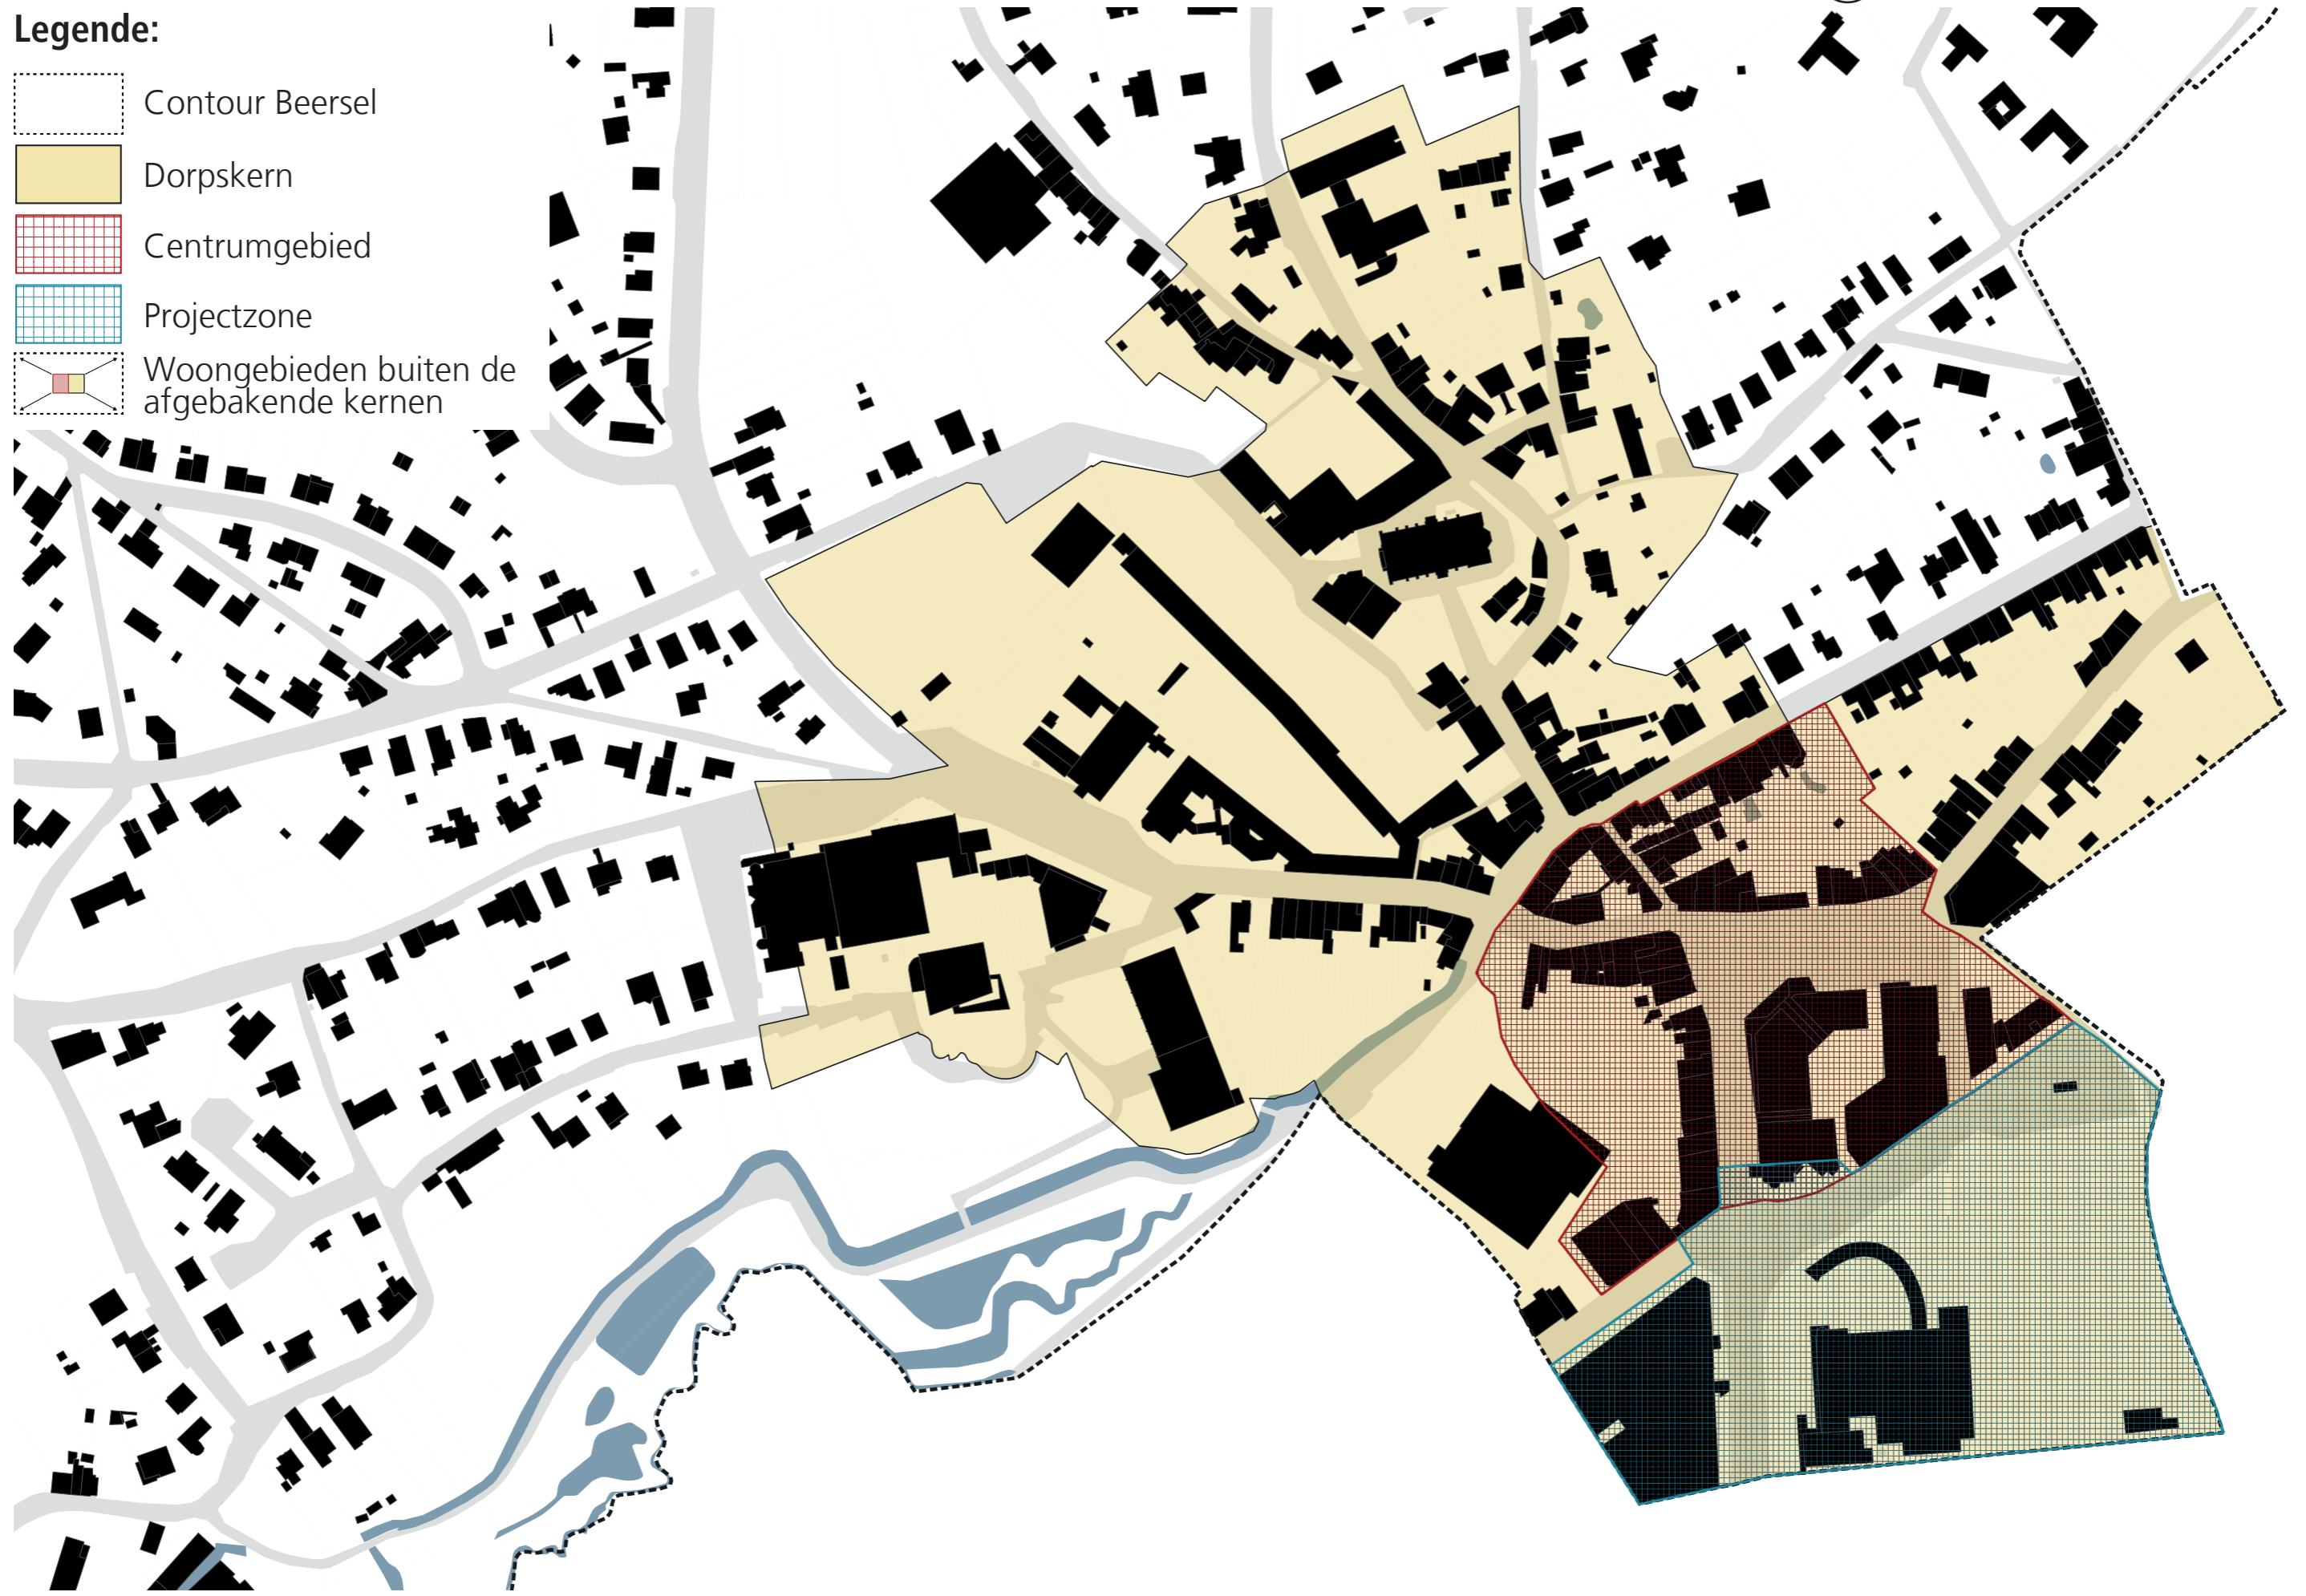 Legende:
Contour Beersel
Dorpskern
Centrumgebied
Projectzone
Woongebieden buiten de
afgebakende kernen